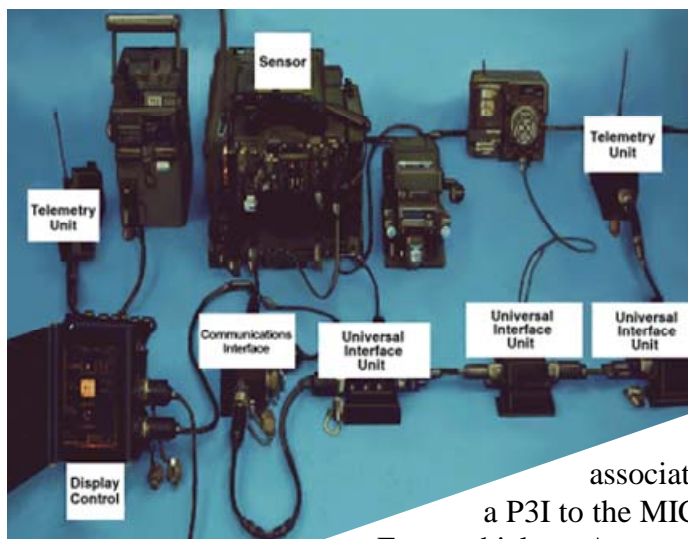 Sensor
Telemetry
Unit
Telemetry
Unit
Communications
Interface
Universal
Interface
Unit
Universal
Interface
Unit
Universal
Interface
Unit
Display
Control
associat
a P3I to the MIC